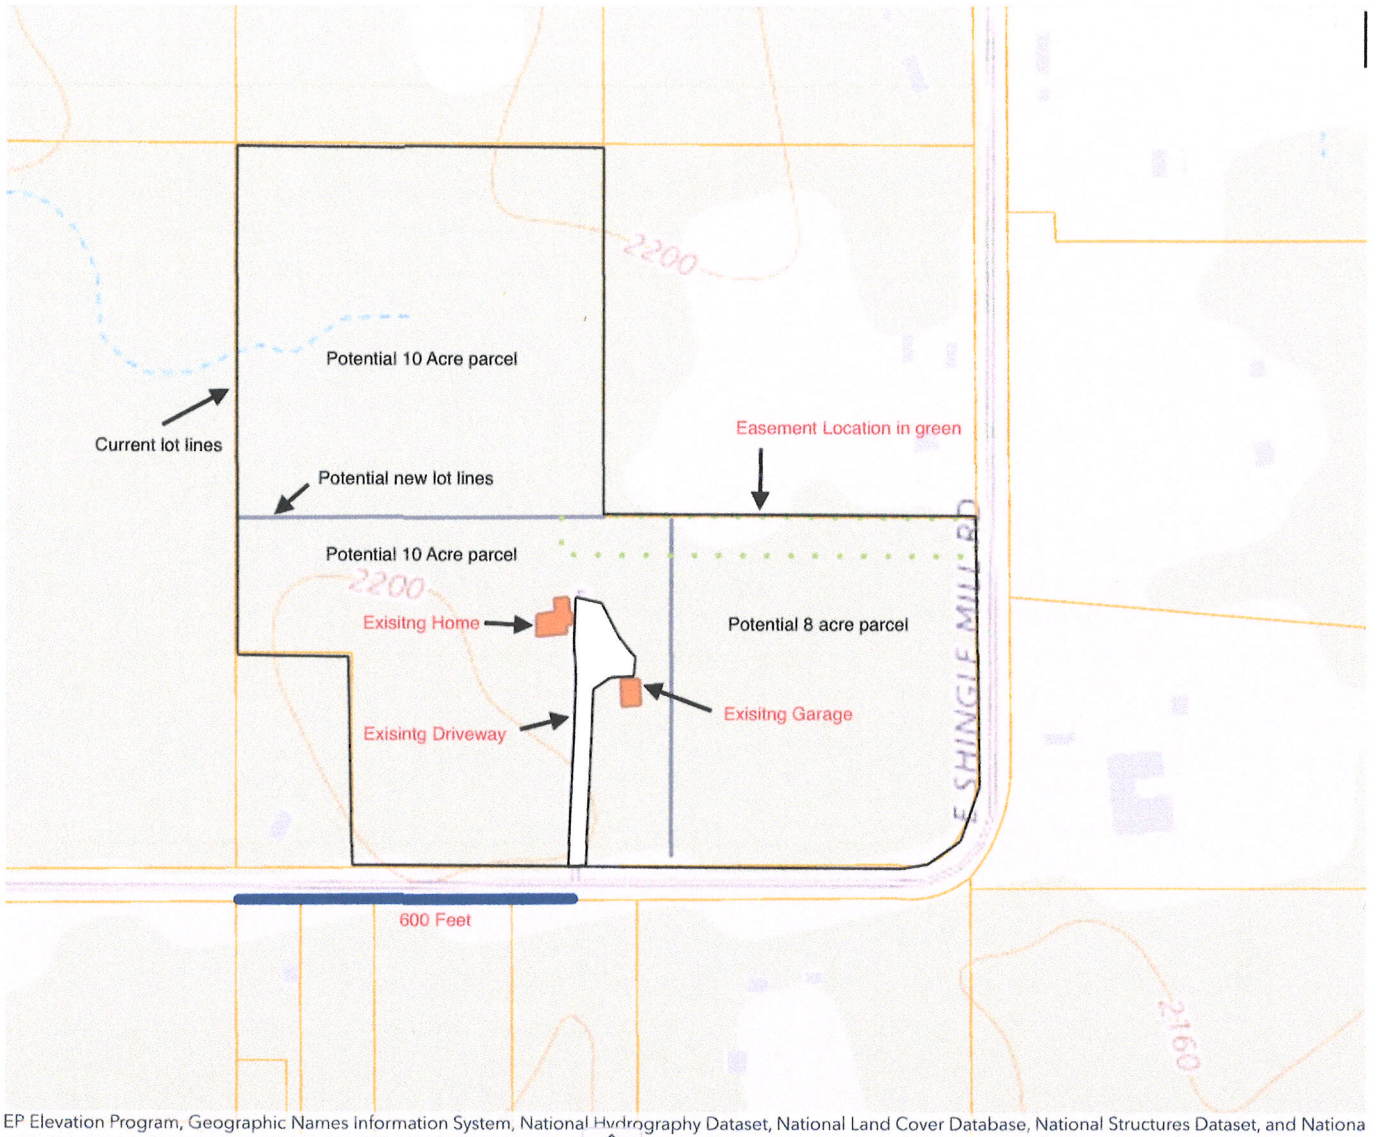 2200
Potential 10 Acre parcel
Easement Location in green
Current lot lines
Potential new lot lines
Potential 10 Acre parcel
2200
Exisitng Home
Potential 8 acre parcel
E SHINGLE MILL RD
Exisitng Garage
Exisintg Driveway
600 Feet
2160
EP Elevation Program, Geographic Names Information System, National Hydrography Dataset, National Land Cover Database, National Structures Dataset, and Nationa